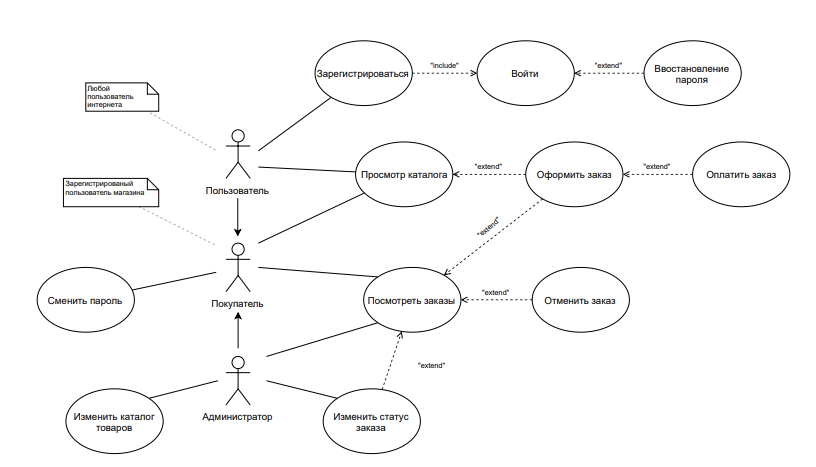 Зарегистрироваться
"include"
Войти
"extend"
Ввостановление
пароля
Любой
пользователь
интернета
Пользователь
Просмотр каталога
"extend"
Оформить заказ
"extend"
Оплатить заказ
Зарегистрированый
пользователь магазина
"extend"
Сменить пароль
Покупатель
Посмотреть заказы
"extend"
Отменить заказ
"extend"
Изменить каталог
товаров
Администратор
Изменить статус
заказа